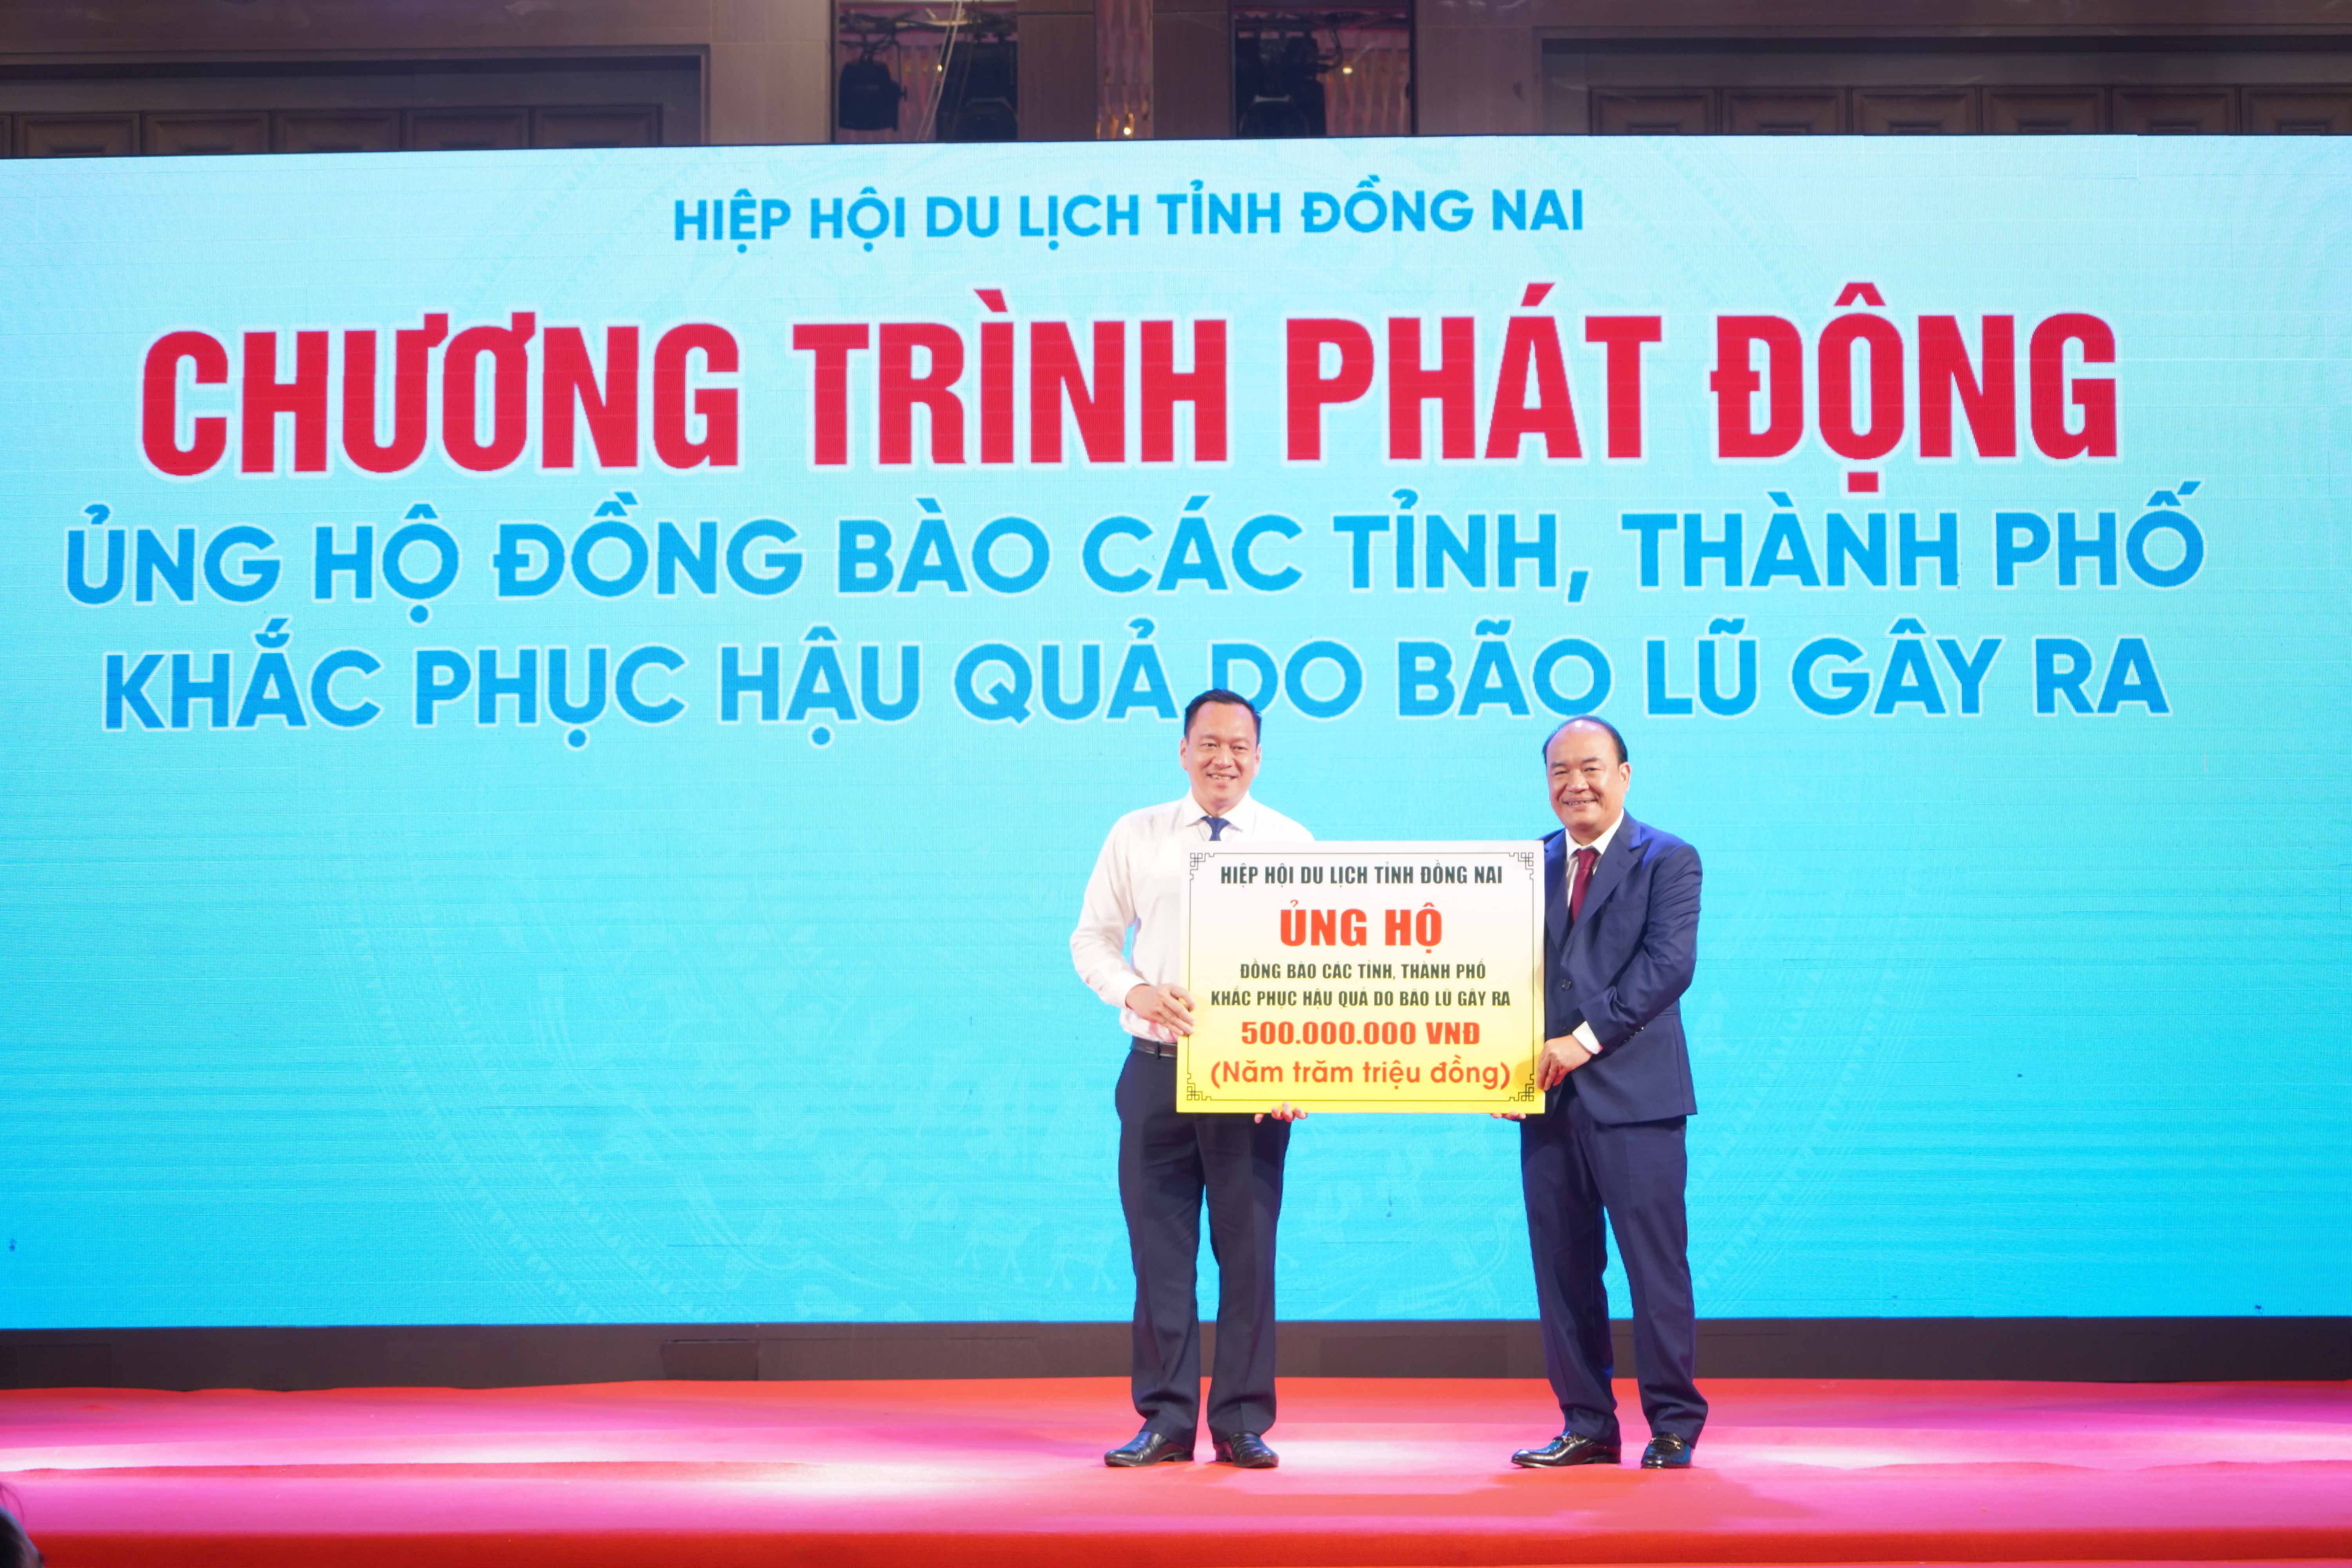 HIỆP HỘI DU LỊCH TỈNH ĐỒNG NAI
CHƯƠNG TRÌNH PHÁT ĐỘNG
ỦNG HỘ ĐỒNG BÀO CÁC TỈNH, THÀNH PHỐ
KHẮC PHỤC HẬU QUẢ DO BÃO LŨ GÂY RA
HIỆP HỘI DU LỊCH TỈNH ĐỒNG NAI
ỦNG HỘ
ĐỒNG BÀO CÁC TỈNH, THÀNH PHỐ
KHẮC PHỤC HẬU QUẢ DO BÃO LŨ GÂY RA
500.000.000 VNĐ
(Năm trăm triệu đồng)